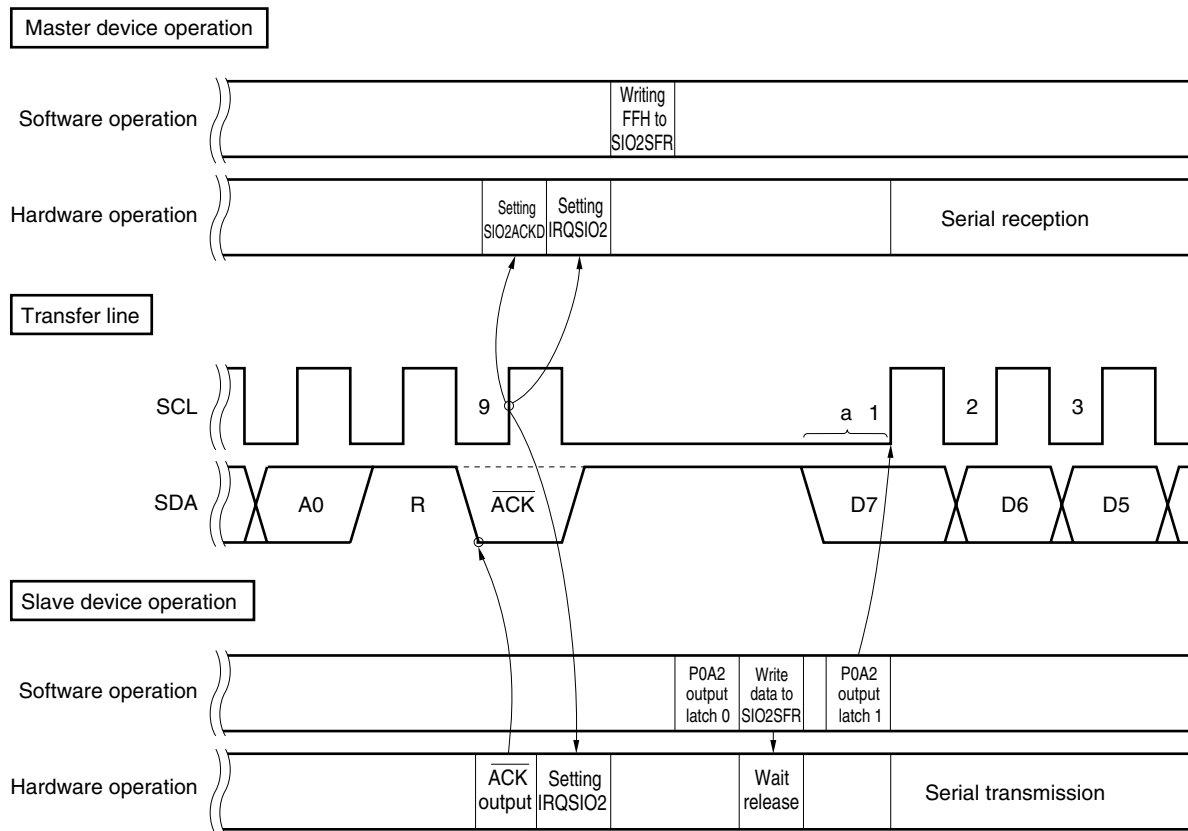 Master device operation
Software operation
Writing
FFH to
SIO2SFR
Hardware operation
Setting
SIO2ACKD
Setting
IRQSIO2
Serial reception
Transfer line
SCL
9
a 1
2
3
SDA
A0
R
ACK
D7
D6
D5
Slave device operation
Software operation
P0A2
output
latch 0
Write
data to
SIO2SFR
P0A2
output
latch 1
Hardware operation
ACK
output
Setting
IRQSIO2
Wait
release
Serial transmission